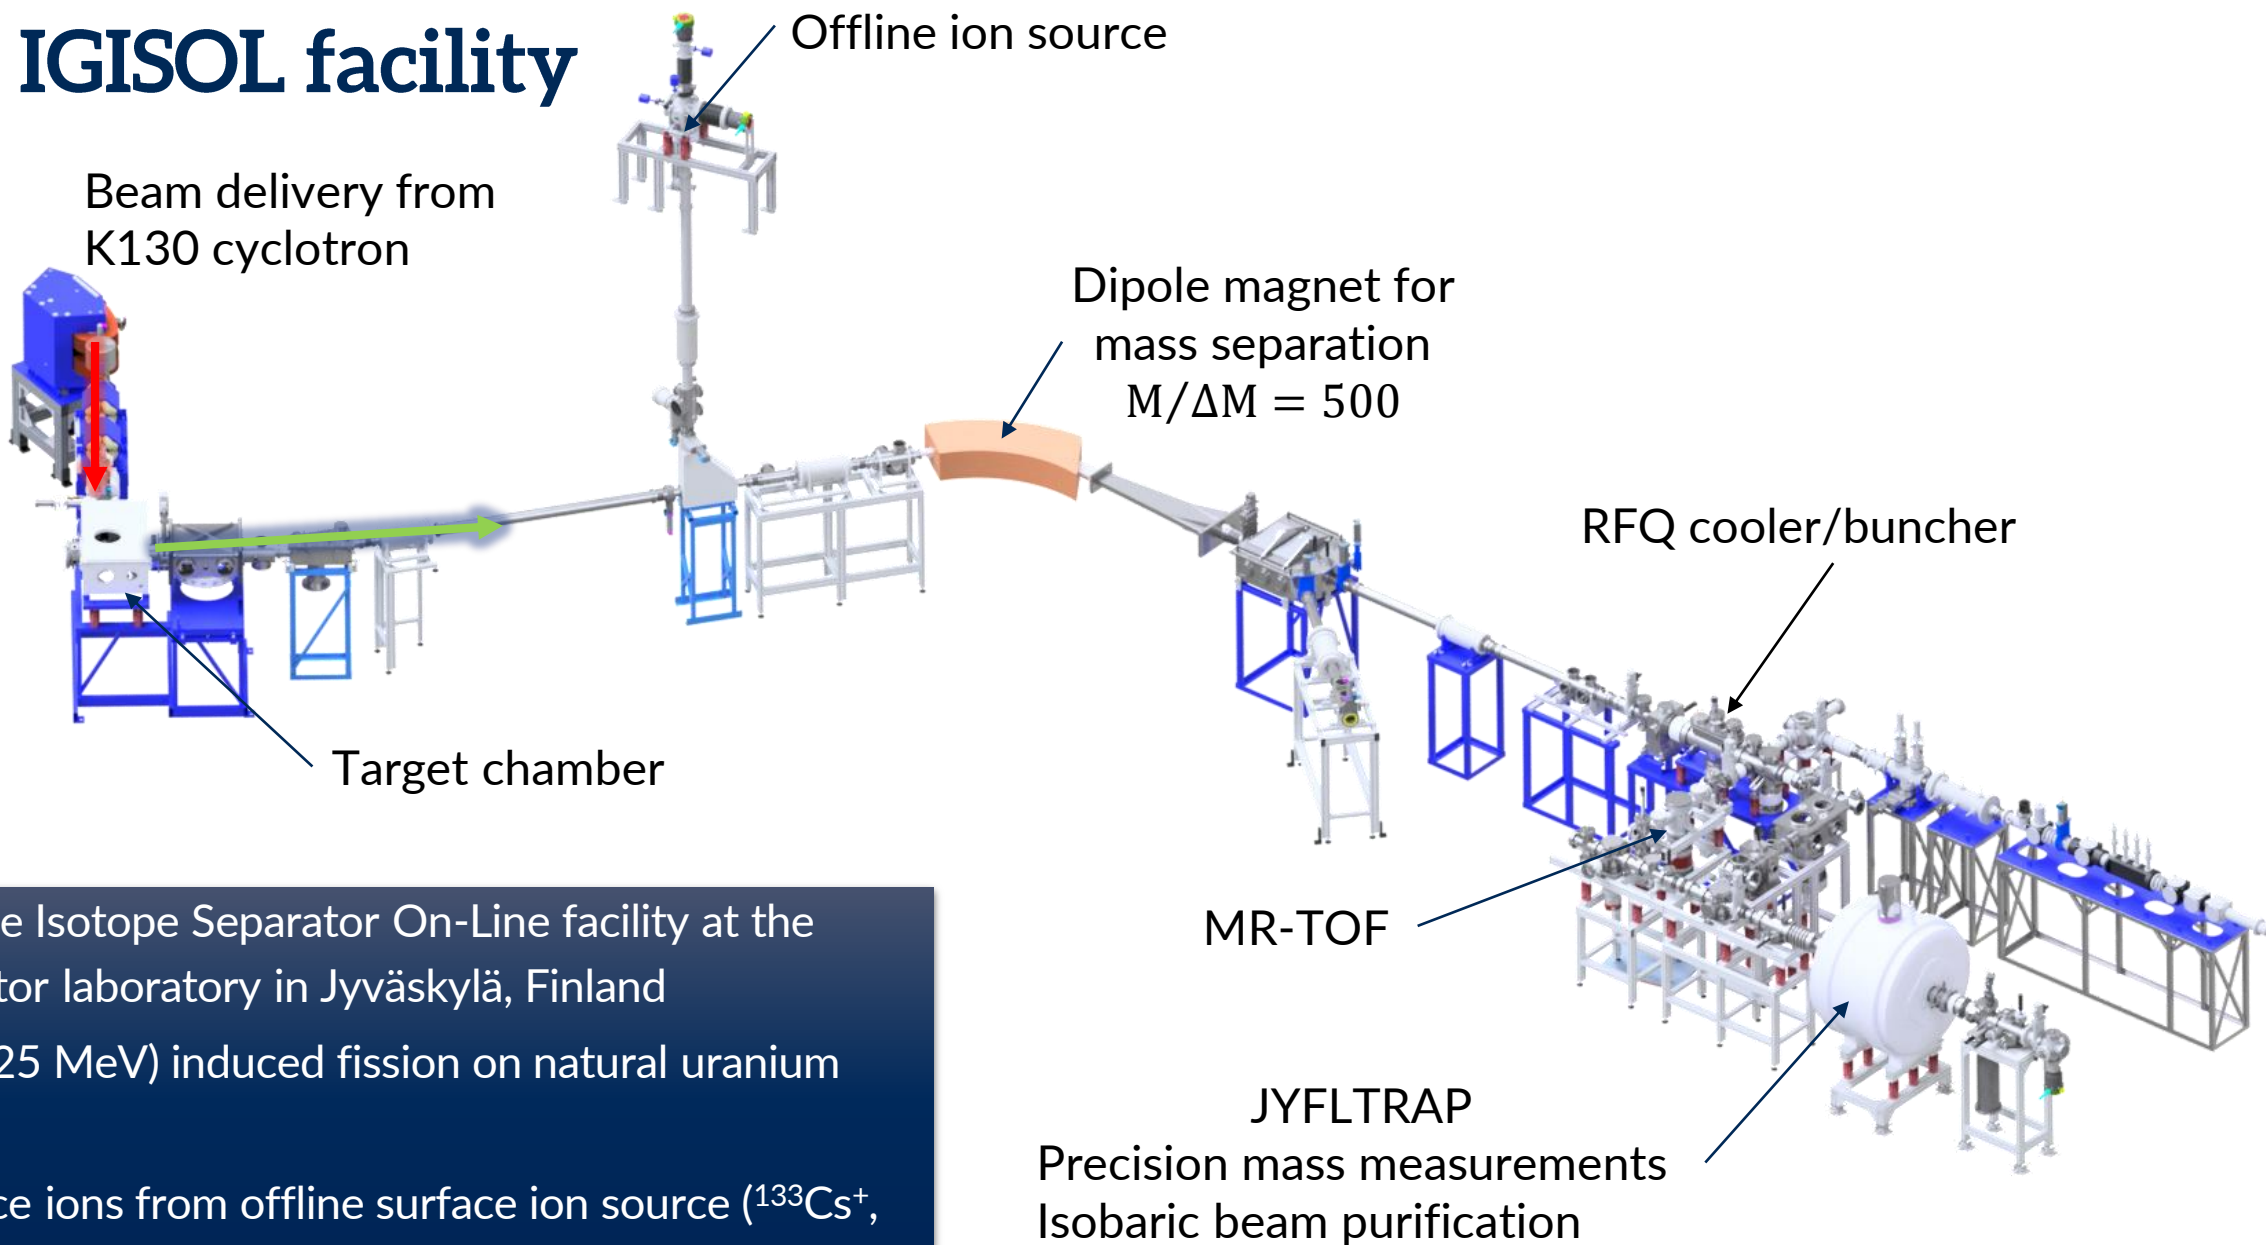 IGISOL facility
Offline ion source
Beam delivery from
K130 cyclotron
Dipole magnet for
mass separation
M/ΔM = 500
RFQ cooler/buncher
Target chamber
MR-TOF
JYFLTRAP
Precision mass measurements
Isobaric beam purification
e Isotope Separator On-Line facility at the
tor laboratory in Jyväskylä, Finland
25 MeV) induced fission on natural uranium
ce ions from offline surface ion source (¹³³Cs⁺,